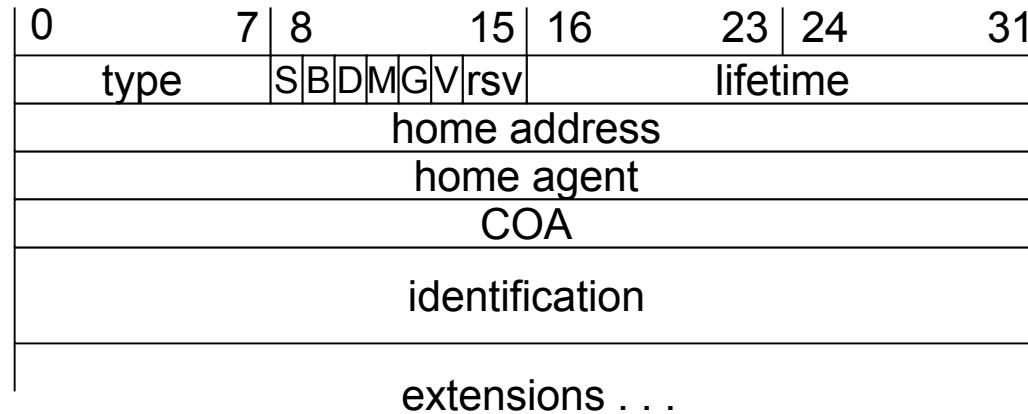 0 7 8 15 16 23 24 31
type S B D M G V rsv lifetime
home address
home agent
COA
identification
extensions . . .